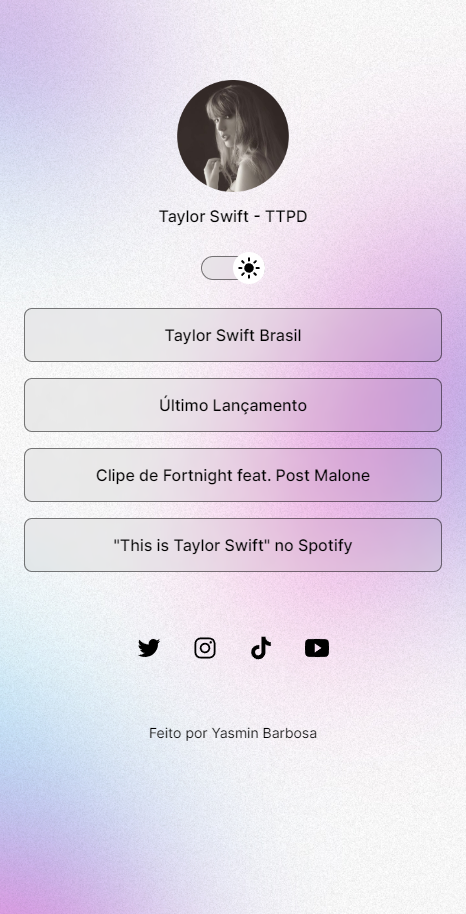 Taylor Swift - TTPD
Taylor Swift Brasil
Último Lançamento
Clipe de Fortnight feat. Post Malone
"This is Taylor Swift" no Spotify
Feito por Yasmin Barbosa